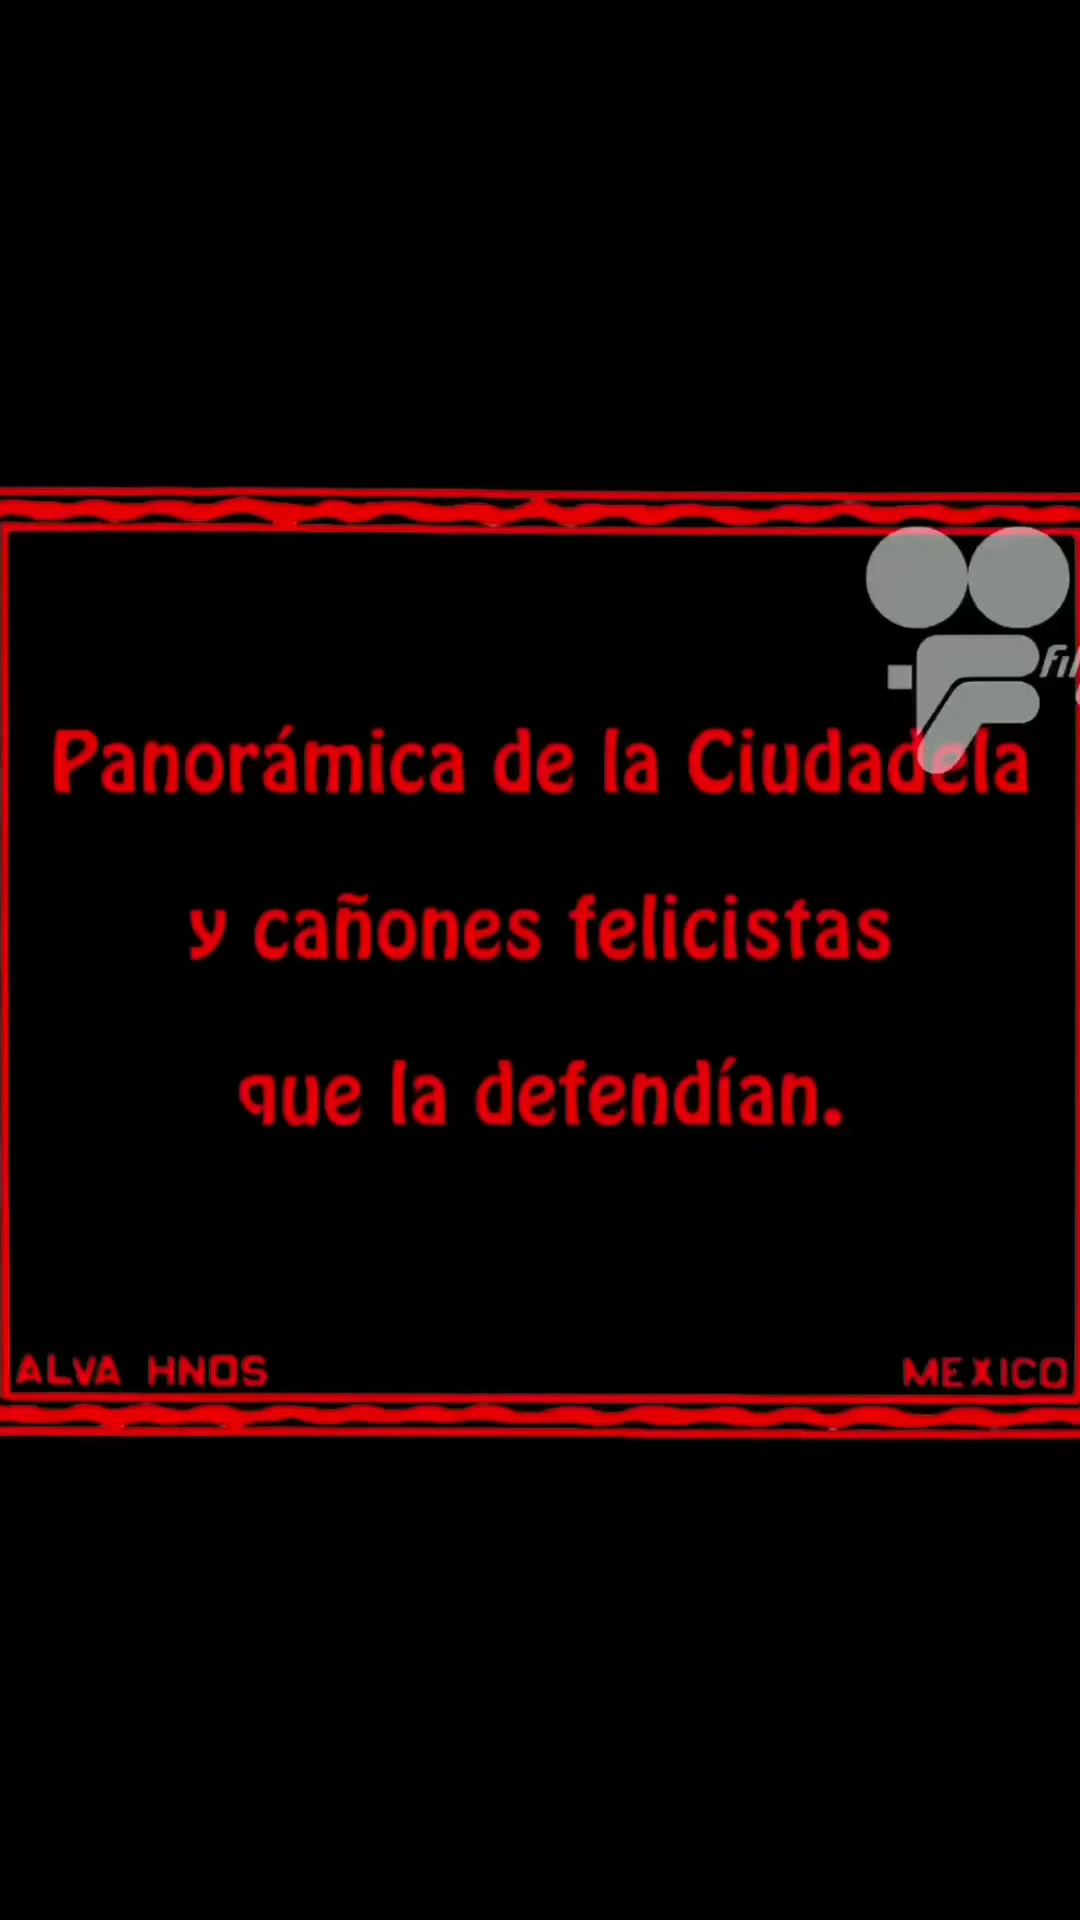 Panorámica de la Ciudadela
y cañones felicistas
que la defendían.
ALVA HNOS
MEXICO